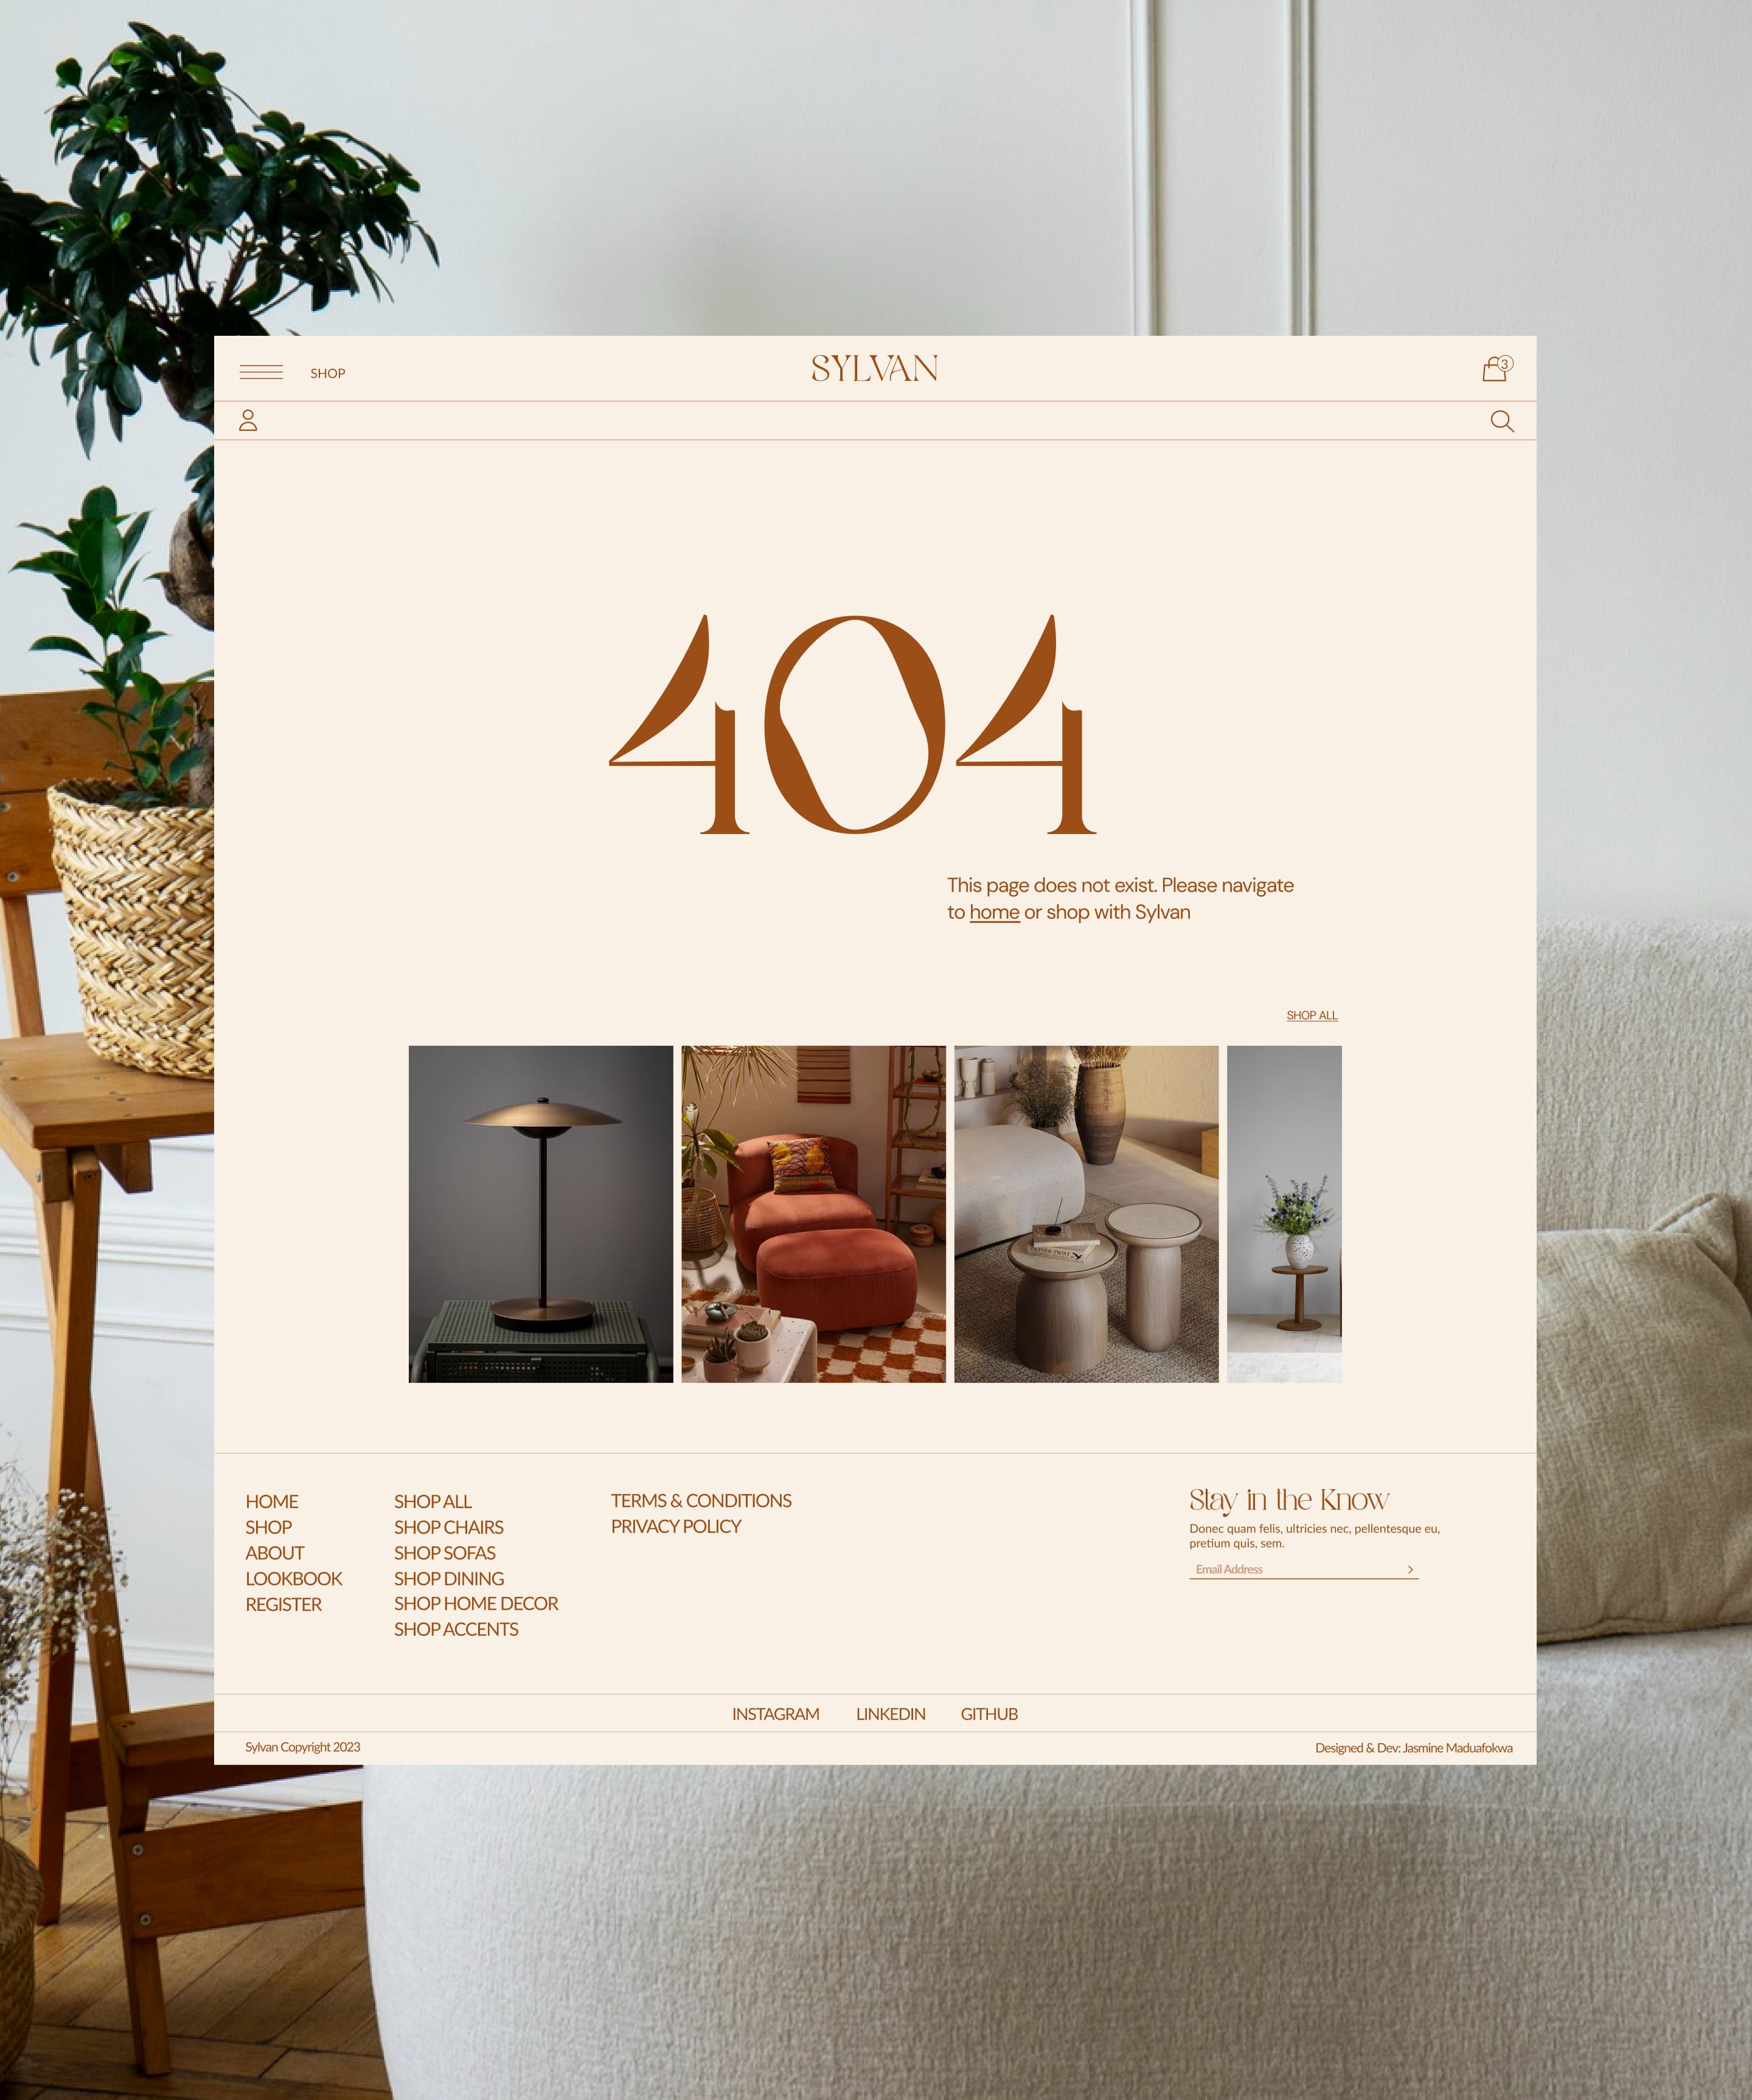 SHOP
SYLVAN
3
404
This page does not exist. Please navigate
to home or shop with Sylvan
SHOP ALL
HOME
SHOP
ABOUT
LOOKBOOK
REGISTER
SHOP ALL
SHOP CHAIRS
SHOP SOFAS
SHOP DINING
SHOP HOME DECOR
SHOP ACCENTS
TERMS & CONDITIONS
PRIVACY POLICY
Stay in the Know
Donec quam felis, ultricies nec, pellentesque eu,
pretium quis, sem.
Email Address
INSTAGRAM LINKEDIN GITHUB
Sylvan Copyright 2023
Designed & Dev: Jasmine Maduafokwa